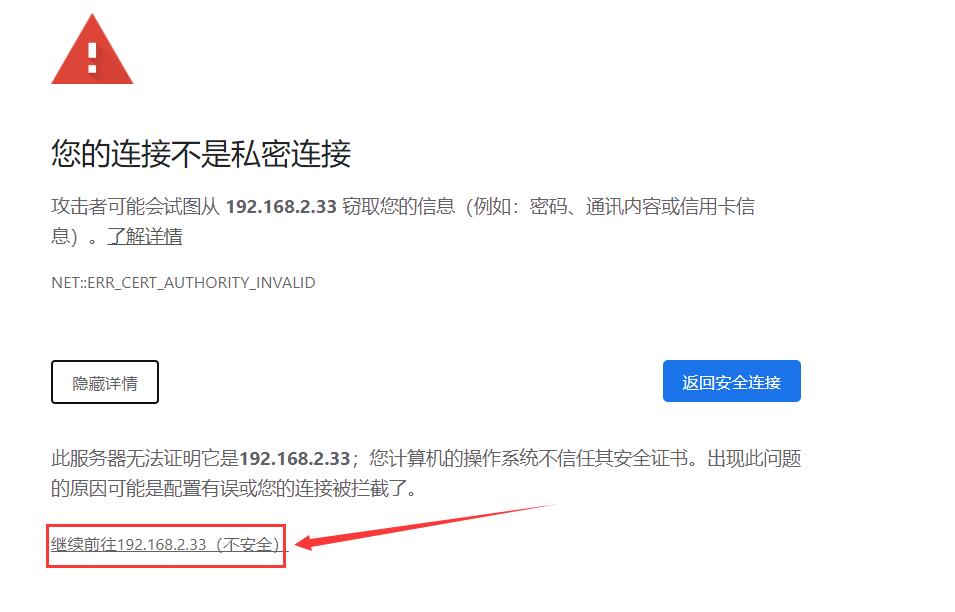 您的连接不是私密连接
攻击者可能会试图从 192.168.2.33 窃取您的信息（例如：密码、通讯内容或信用卡信
息）。了解详情
NET::ERR_CERT_AUTHORITY_INVALID
隐藏详情
返回安全连接
此服务器无法证明它是192.168.2.33；您计算机的操作系统不信任其安全证书。出现此问题
的原因可能是配置有误或您的连接被拦截了。
继续前往192.168.2.33（不安全）